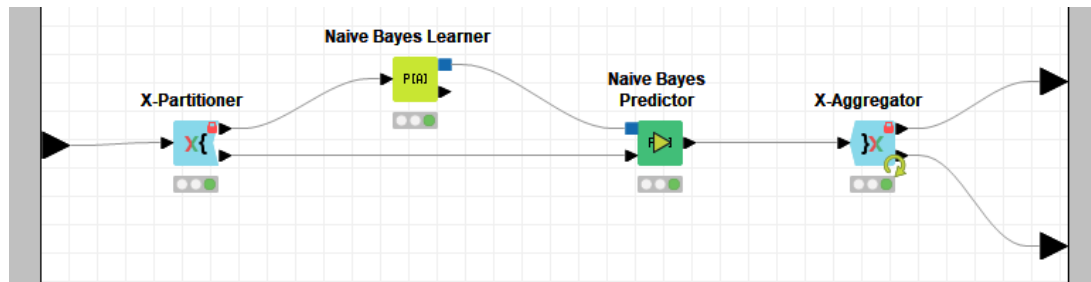 Naive Bayes Learner
P[A]
Naive Bayes
Predictor
X-Partitioner
X-Aggregator
X{
}X